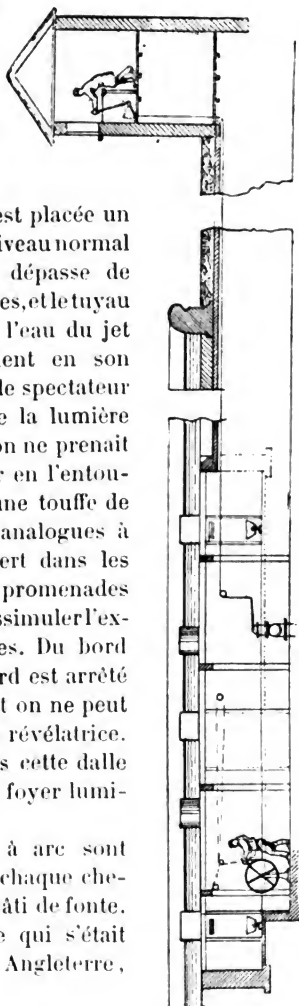 est placée un
iveau normal
dépasse de
es, et le tuyau
l'eau du jet
ent en son
le spectateur
e la lumière
on ne prenait
r en l'entou-
une touffe de
analogues à
ert dans les
promenades
ssimuler l'ex-
es. Du bord
ard est arrêté
t on ne peut
révélatrice.
s cette dalle
foyer lumi-
à arc sont
chaque che-
âti de fonte.
e qui s'était
Angleterre,